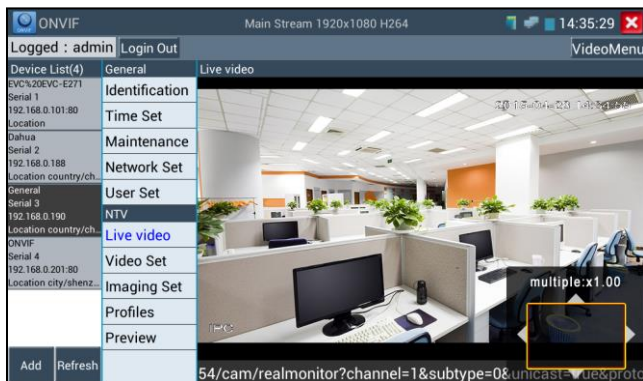 ONVIF
Main Stream 1920x1080 H264
14:35:29
Logged : admin
Login Out
VideoMenu
Device List(4)
EVC%20EVC-E271
Serial 1
192.168.0.101:80
Location
Dahua
Serial 2
192.168.0.188
Location country/ch...
General
Serial 3
192.168.0.190
Location country/ch...
ONVIF
Serial 4
192.168.0.201:80
Location city/shenz...
Add
Refresh
General
Identification
Time Set
Maintenance
Network Set
User Set
NTV
Live video
Video Set
Imaging Set
Profiles
Preview
Live video
IPC
multiple:x1.00
54/cam/realmonitor?channel=1&subtype=0&unicast=true&proto